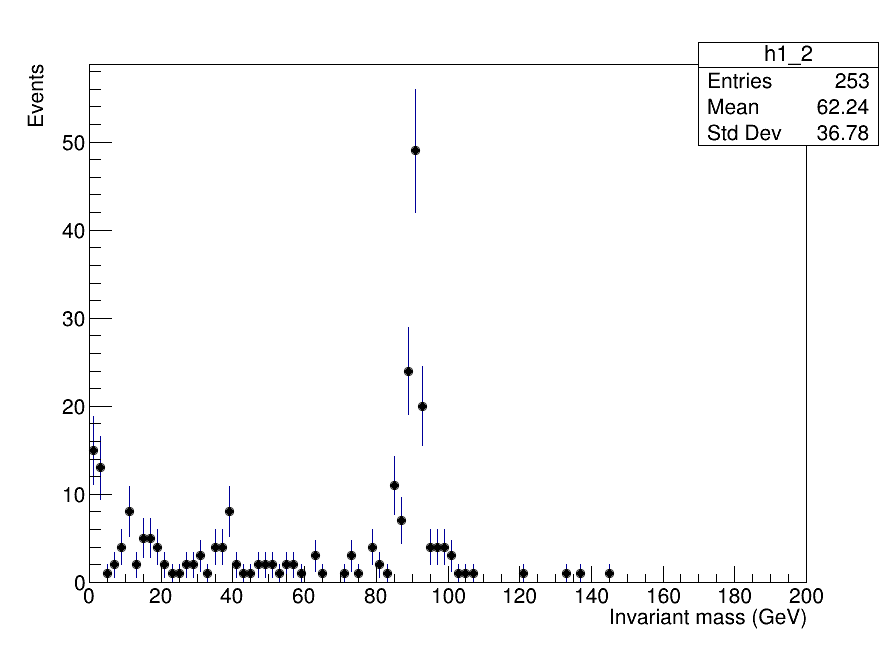 h1_2
Entries 253
Mean 62.24
Std Dev 36.78
Events
50
40
30
20
10
0
0 20 40 60 80 100 120 140 160 180 200
Invariant mass (GeV)